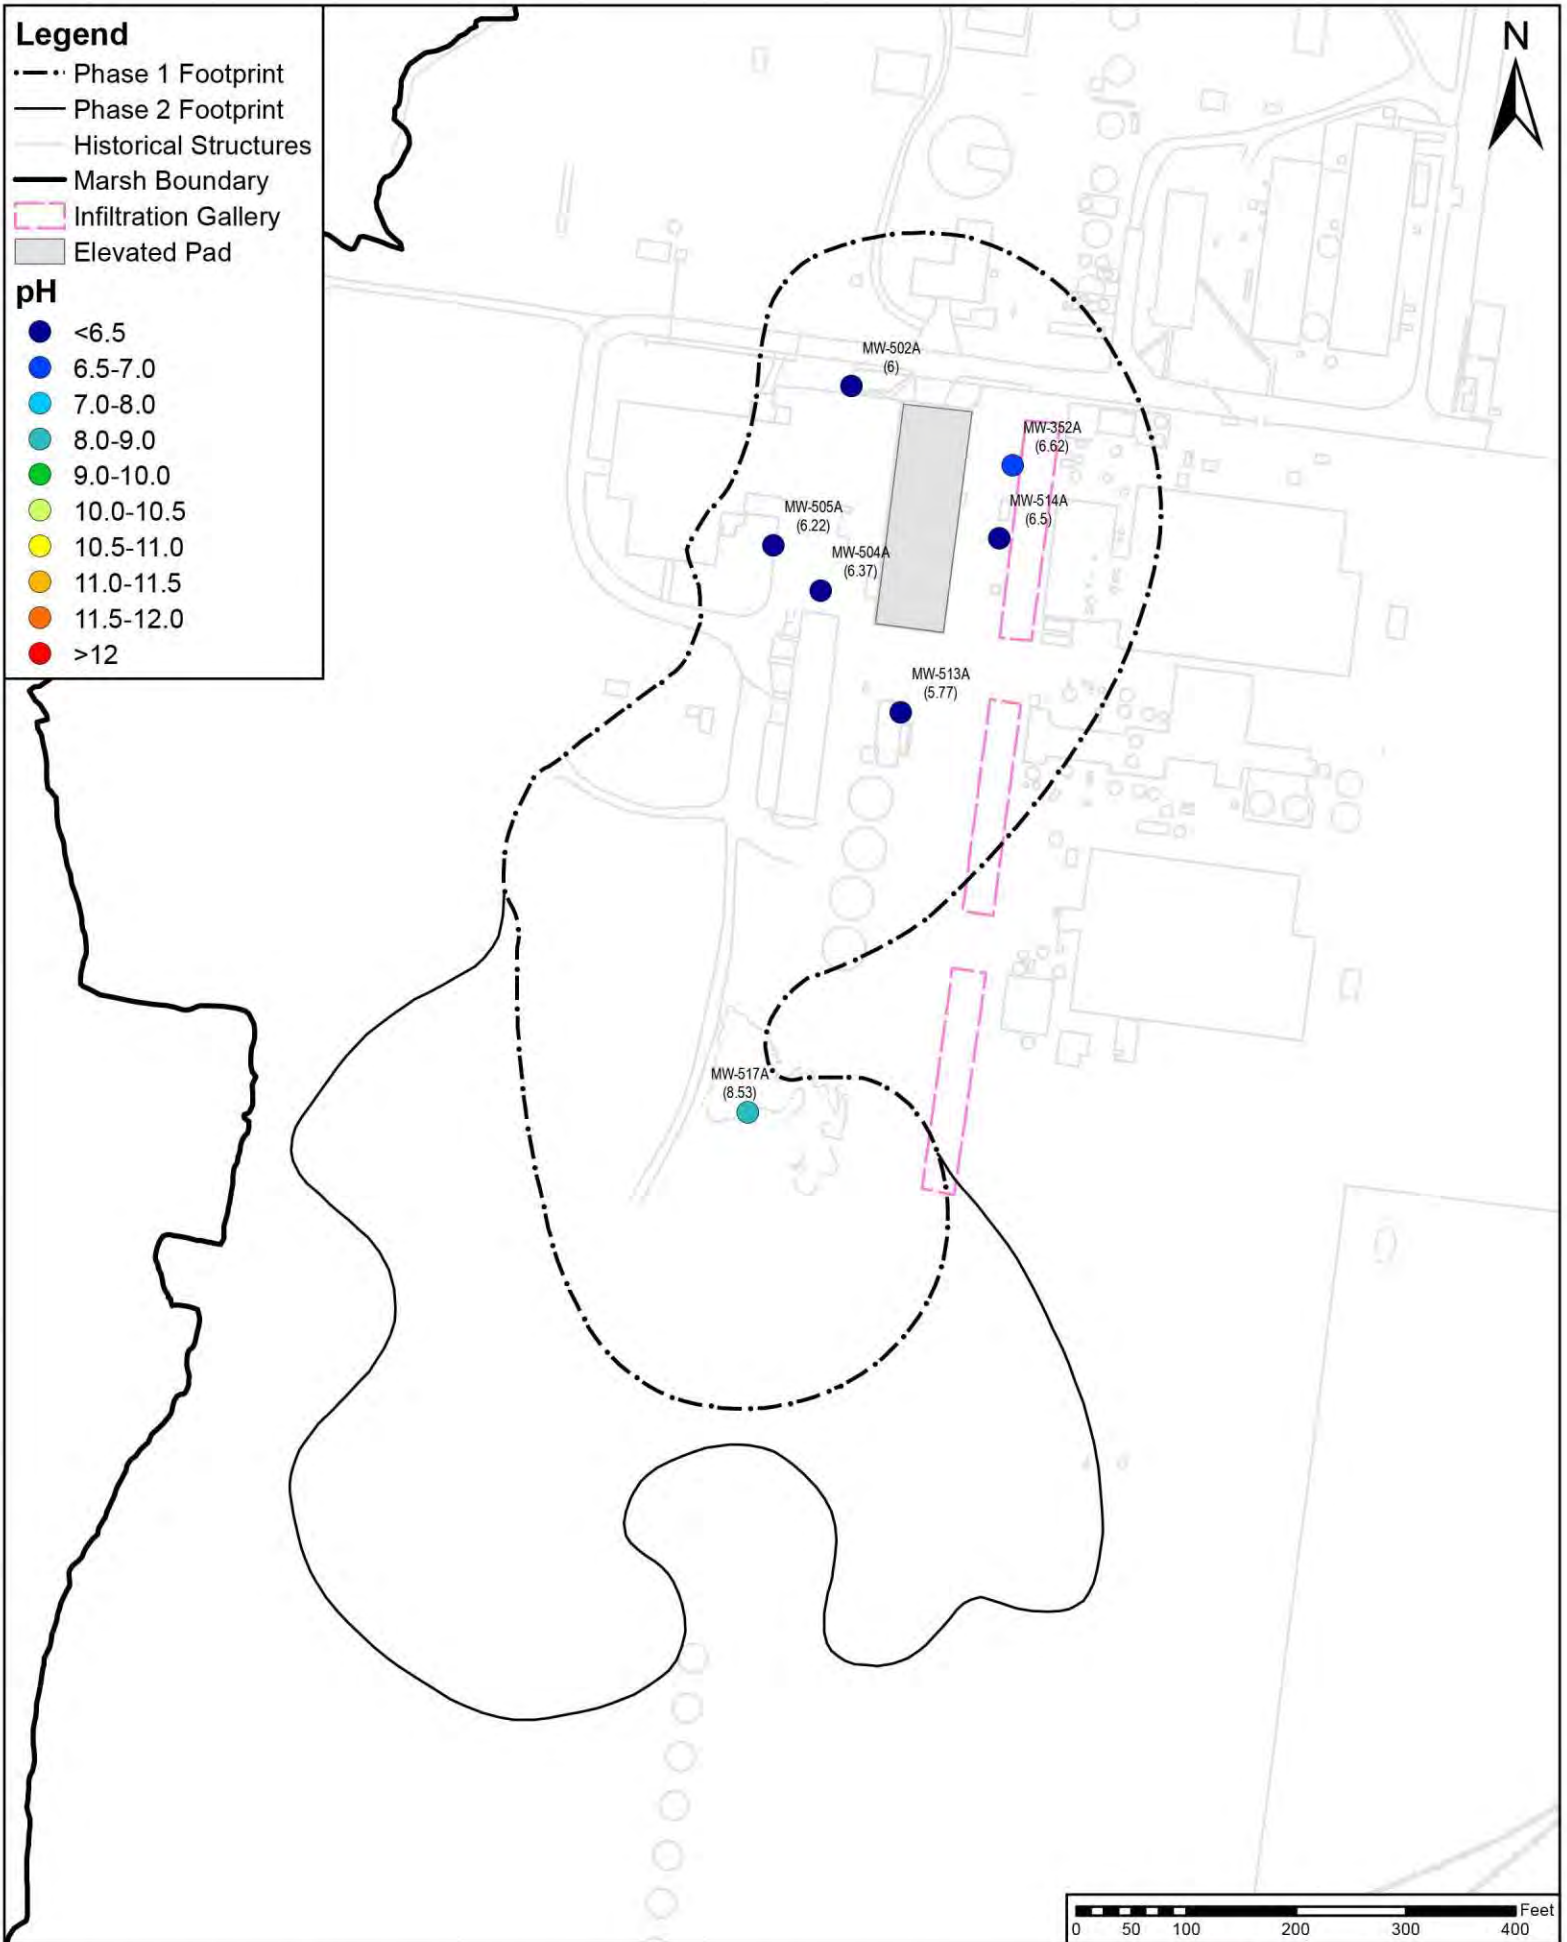 Legend
Phase 1 Footprint
Phase 2 Footprint
Historical Structures
Marsh Boundary
Infiltration Gallery
Elevated Pad
pH
<6.5
6.5-7.0
7.0-8.0
8.0-9.0
9.0-10.0
10.0-10.5
10.5-11.0
11.0-11.5
11.5-12.0
>12
N
MW-502A
(6)
MW-352A
(6.62)
MW-514A
(6.5)
MW-505A
(6.22)
MW-504A
(6.37)
MW-513A
(5.77)
MW-517A
(8.53)
Feet
0 50 100 200 300 400